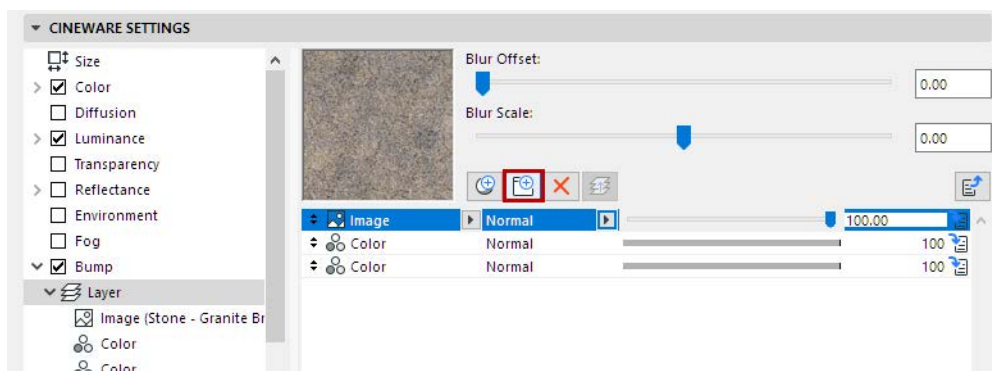 CINEWARE SETTINGS
Size
Color
Diffusion
Luminance
Transparency
Reflectance
Environment
Fog
Bump
Layer
Image (Stone - Granite Br
Color
Color
Blur Offset:
0.00
Blur Scale:
0.00
Image Normal 100.00
Color Normal 100
Color Normal 100